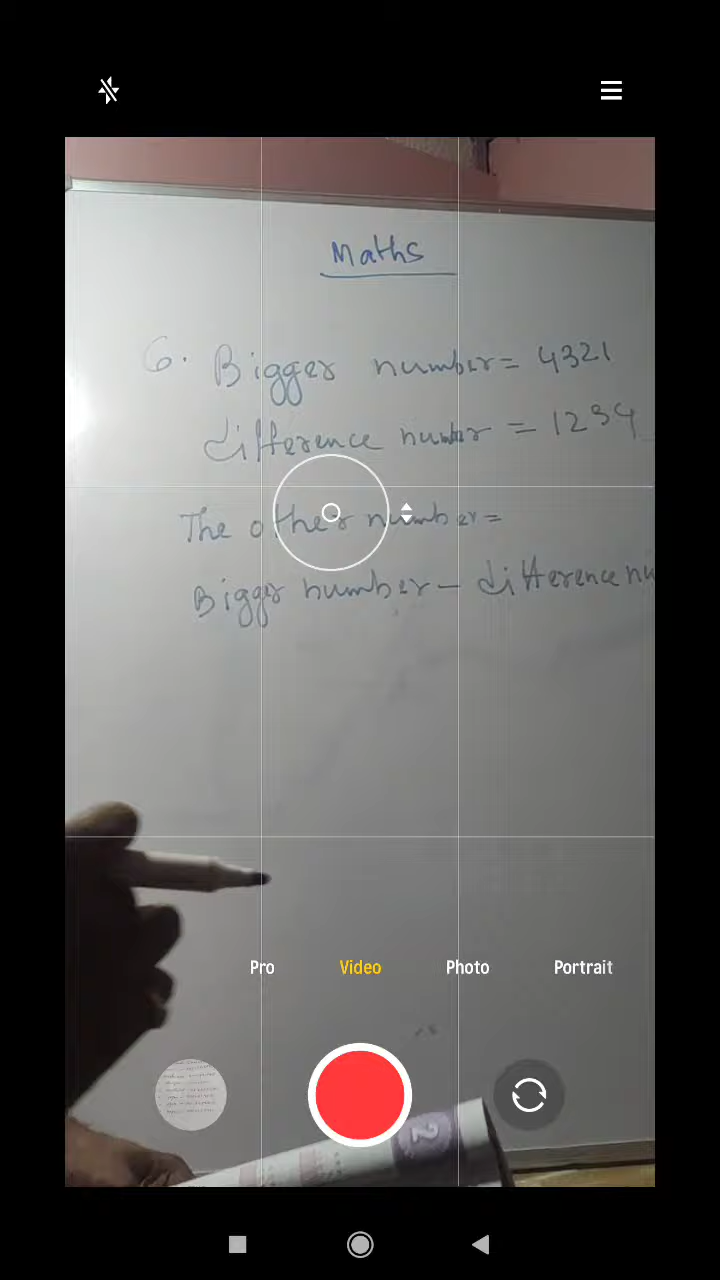 Maths
6. Bigger number = 4321
difference number = 1234
The other number =
Bigger number - difference nu
Pro Video Photo Portrait
2